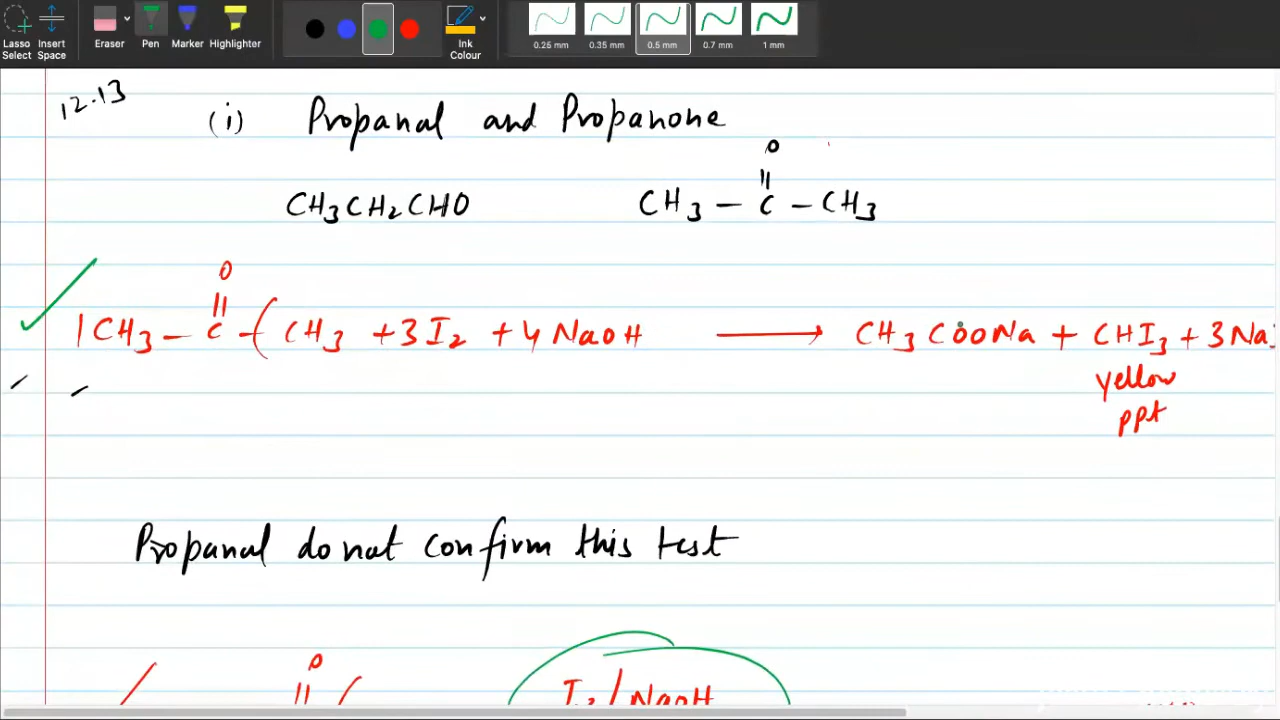 Lasso Select
Insert Space
Eraser
Pen
Marker
Highlighter
Ink Colour
0.25 mm
0.35 mm
0.5 mm
0.7 mm
1 mm
12.13
(i) Propanal and Propanone
O
CH3CH2CHO CH3 – C – CH3
O
CH3 – C – ( CH3 + 3I2 + 4NaOH ⟶ CH3COONa + CHI3 + 3Na
yellow
ppt
Propanal do not confirm this test
O
I2/NaOH